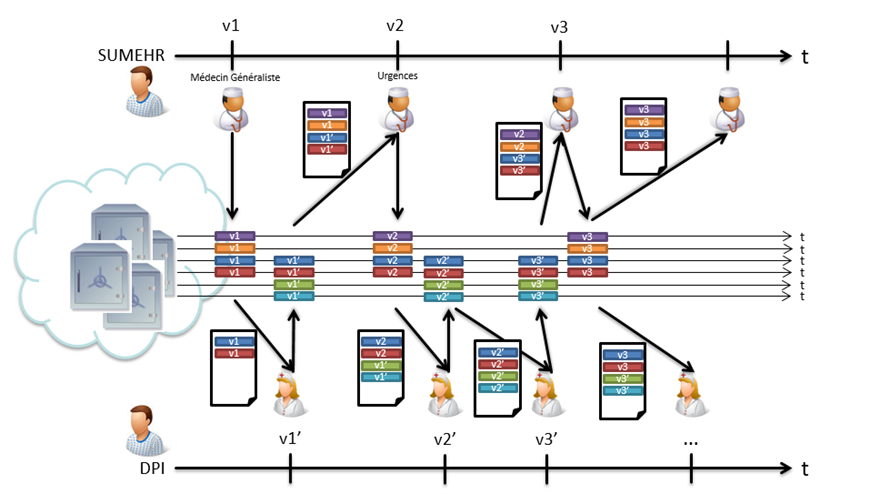 v1 v2 v3
SUMEHR t
Médecin Généraliste Urgences
v1
v1
v1'
v1'
v2
v2
v3'
v3'
v3
v3
v3
v3
v1 v2 v3 t
v1 v2 v3 t
v1 v1' v2 v2' v3' v3 t
v1 v1' v2 v2' v3' v3 t
v1' v2' v3' t
v1' v2' v3' t
v1
v1
v2
v2
v1'
v1'
v2'
v2'
v2'
v2'
v3
v3
v3'
v3'
v1' v2' v3' ...
DPI t